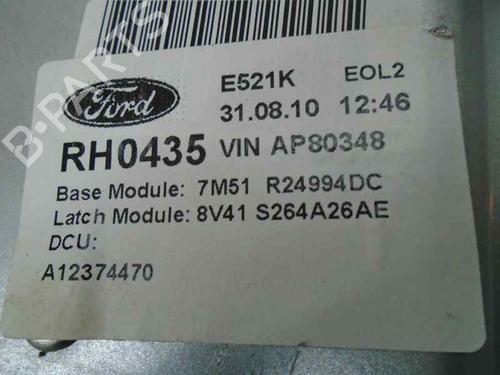 B-PARTS
Ford
E521K EOL2
31.08.10 12:46
RH0435 VIN AP80348
Base Module: 7M51 R24994DC
Latch Module: 8V41 S264A26AE
DCU:
A12374470